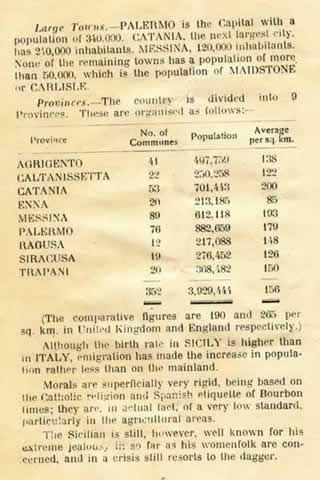 Large Towns.—PALERMO is the Capital with a
population of 340,000. CATANIA, the next largest city,
has 240,000 inhabitants. MESSINA, 120,000 inhabitants.
None of the remaining towns has a population of more
than 50,000, which is the population of MAIDSTONE
or CARLISLE.
Provinces.—The country is divided into 9
Provinces. These are organised as follows:—
Province No. of Communes Population Average per sq. km.
AGRIGENTO 41 407,759 138
CALTANISSETTA 22 250,258 122
CATANIA 53 701,443 200
ENNA 20 213,185 85
MESSINA 89 612,118 193
PALERMO 76 882,659 179
RAGUSA 12 217,088 148
SIRACUSA 19 276,452 126
TRAPANI 20 368,482 150
352 3,929,444 156
(The comparative figures are 190 and 265 per
sq. km. in United Kingdom and England respectively.)
Although the birth rate in SICILY is higher than
in ITALY, emigration has made the increase in popula-
tion rather less than on the mainland.
Morals are superficially very rigid, being based on
the Catholic religion and Spanish etiquette of Bourbon
times; they are, in actual fact, of a very low standard,
particularly in the agricultural areas.
The Sicilian is still, however, well known for his
extreme jealousy in so far as his womenfolk are con-
cerned, and in a crisis still resorts to the dagger.